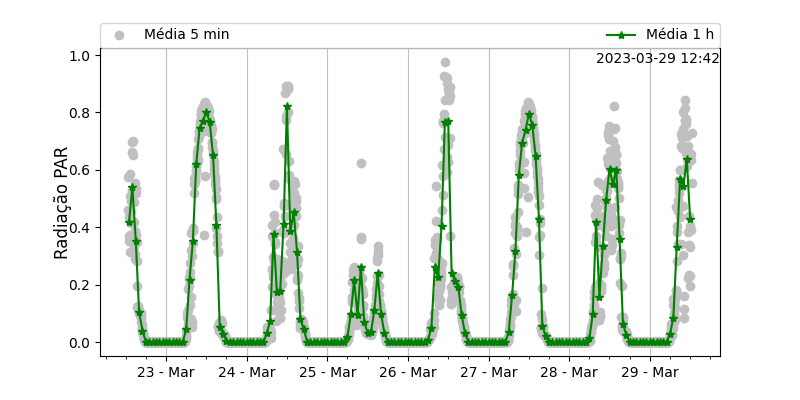 Média 5 min
Média 1 h
2023-03-29 12:42
Radiação PAR
1.0
0.8
0.6
0.4
0.2
0.0
23 - Mar
24 - Mar
25 - Mar
26 - Mar
27 - Mar
28 - Mar
29 - Mar